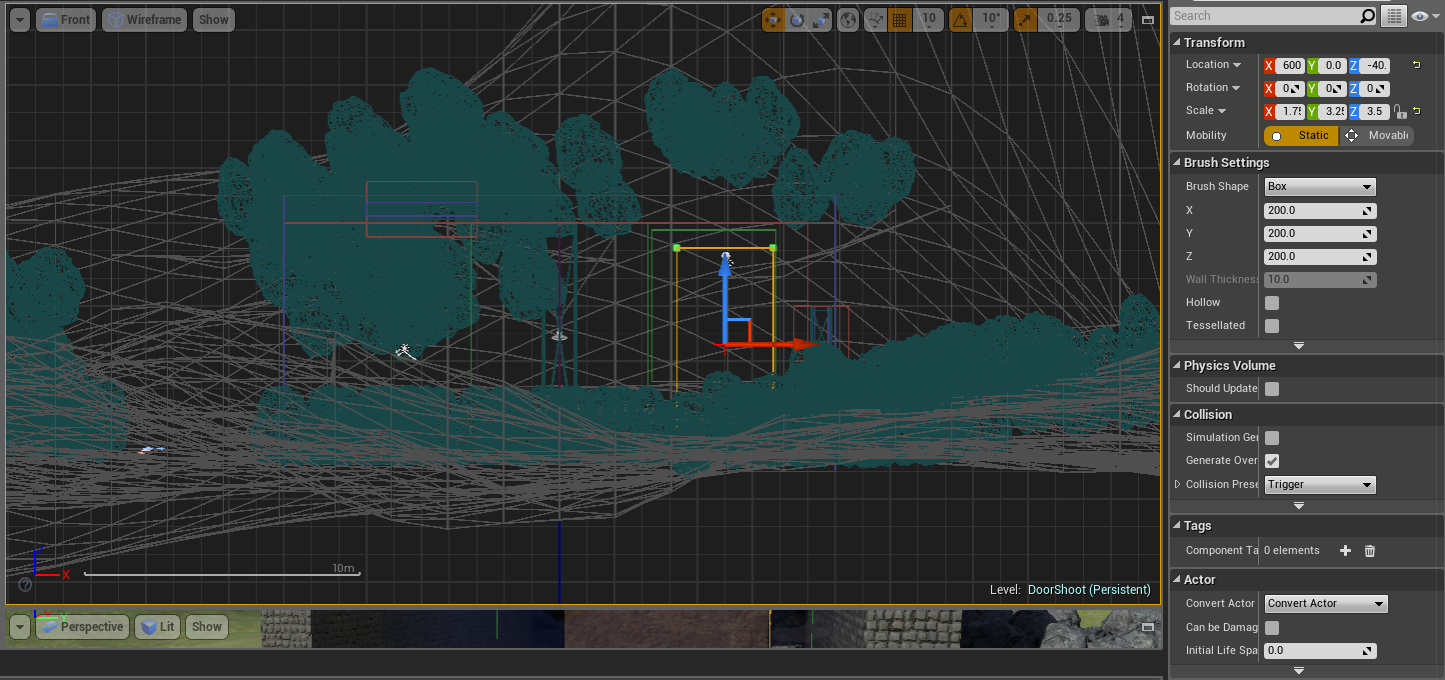 Front Wireframe Show 10 10° 0.25 4
10m
Level: DoorShoot (Persistent)
Perspective Lit Show
X
Search
Transform
Location X 600 Y 0.0 Z -40.
Rotation X 0 Y 0 Z 0
Scale X 1.75 Y 3.25 Z 3.5
Mobility Static Movable
Brush Settings
Brush Shape Box
X 200.0
Y 200.0
Z 200.0
Wall Thickness 10.0
Hollow
Tessellated
Physics Volume
Should Update
Collision
Simulation Gen
Generate Over
Collision Prese Trigger
Tags
Component Ta 0 elements
Actor
Convert Actor Convert Actor
Can be Damag
Initial Life Spa 0.0